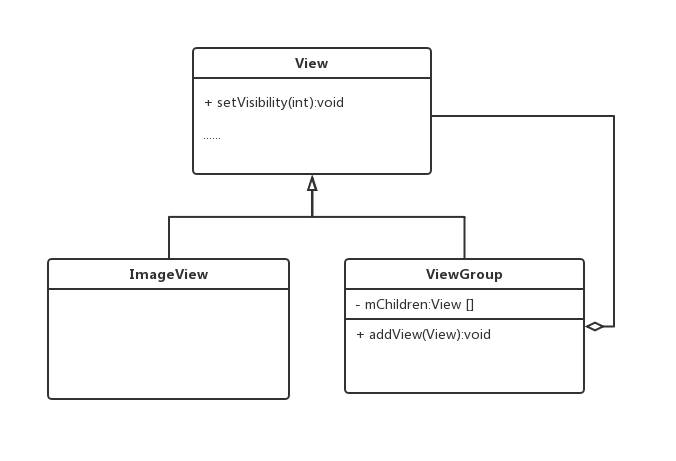 View
+ setVisibility(int):void
......
ImageView
ViewGroup
- mChildren:View []
+ addView(View):void